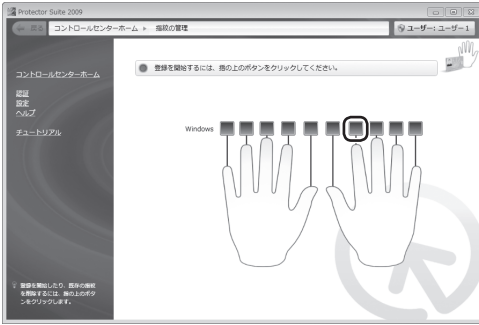 Protector Suite 2009
戻る コントロールセンターホーム ▶ 指紋の管理 ユーザー: ユーザー1
登録を開始するには、指の上のボタンをクリックしてください。
コントロールセンターホーム
認証
設定
ヘルプ
チュートリアル
Windows
登録を開始したり、既存の指紋
を削除するには、指の上のボタ
ンをクリックします。